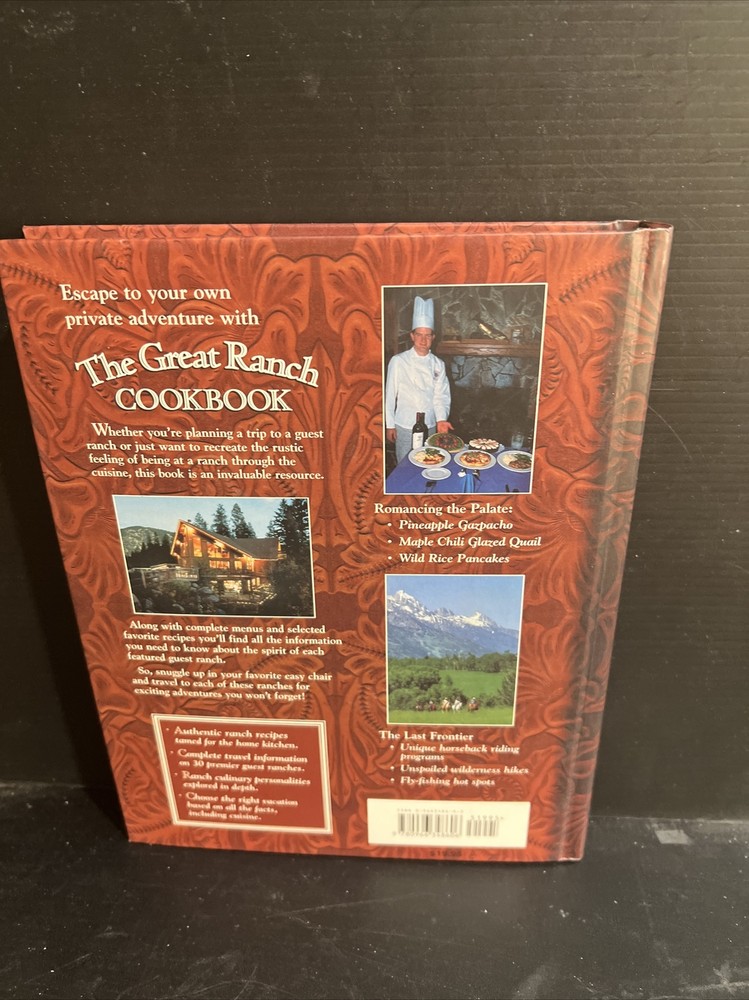 Escape to your own
private adventure with
The Great Ranch
COOKBOOK
Whether you're planning a trip to a guest
ranch or just want to recreate the rustic
feeling of being at a ranch through the
cuisine, this book is an invaluable resource.
Along with complete menus and selected
favorite recipes you'll find all the information
you need to know about the spirit of each
featured guest ranch.
So, snuggle up in your favorite easy chair
and travel to each of these ranches for
exciting adventures you won't forget!
• Authentic ranch recipes
tuned for the home kitchen.
• Complete travel information
on 30 premier guest ranches.
• Ranch culinary personalities
explored in depth.
• Choose the right vacation
based on all the facts,
including cuisine.
Romancing the Palate:
• Pineapple Gazpacho
• Maple Chili Glazed Quail
• Wild Rice Pancakes
The Last Frontier
• Unique horseback riding
programs
• Unspoiled wilderness hikes
• Fly-fishing hot spots